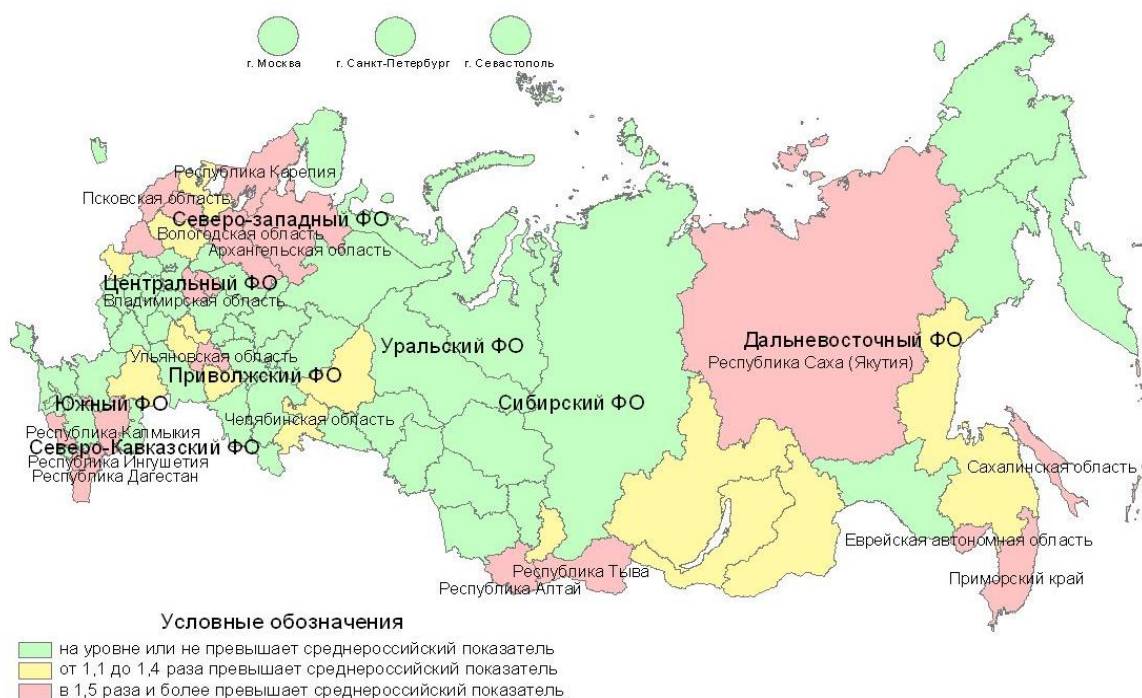 г. Москва
г. Санкт-Петербург
г. Севастополь
Республика Карелия
Псковская область
Северо-западный ФО
Вологодская область
Архангельская область
Центральный ФО
Владимирская область
Уральский ФО
Дальневосточный ФО
Республика Саха (Якутия)
Ульяновская область
Приволжский ФО
Сибирский ФО
Южный ФО
Челябинская область
Республика Калмыкия
Северо-Кавказский ФО
Республика Ингушетия
Республика Дагестан
Сахалинская область
Еврейская автономная область
Республика Тыва
Республика Алтай
Приморский край
Условные обозначения
на уровне или не превышает среднероссийский показатель
от 1,1 до 1,4 раза превышает среднероссийский показатель
в 1,5 раза и более превышает среднероссийский показатель